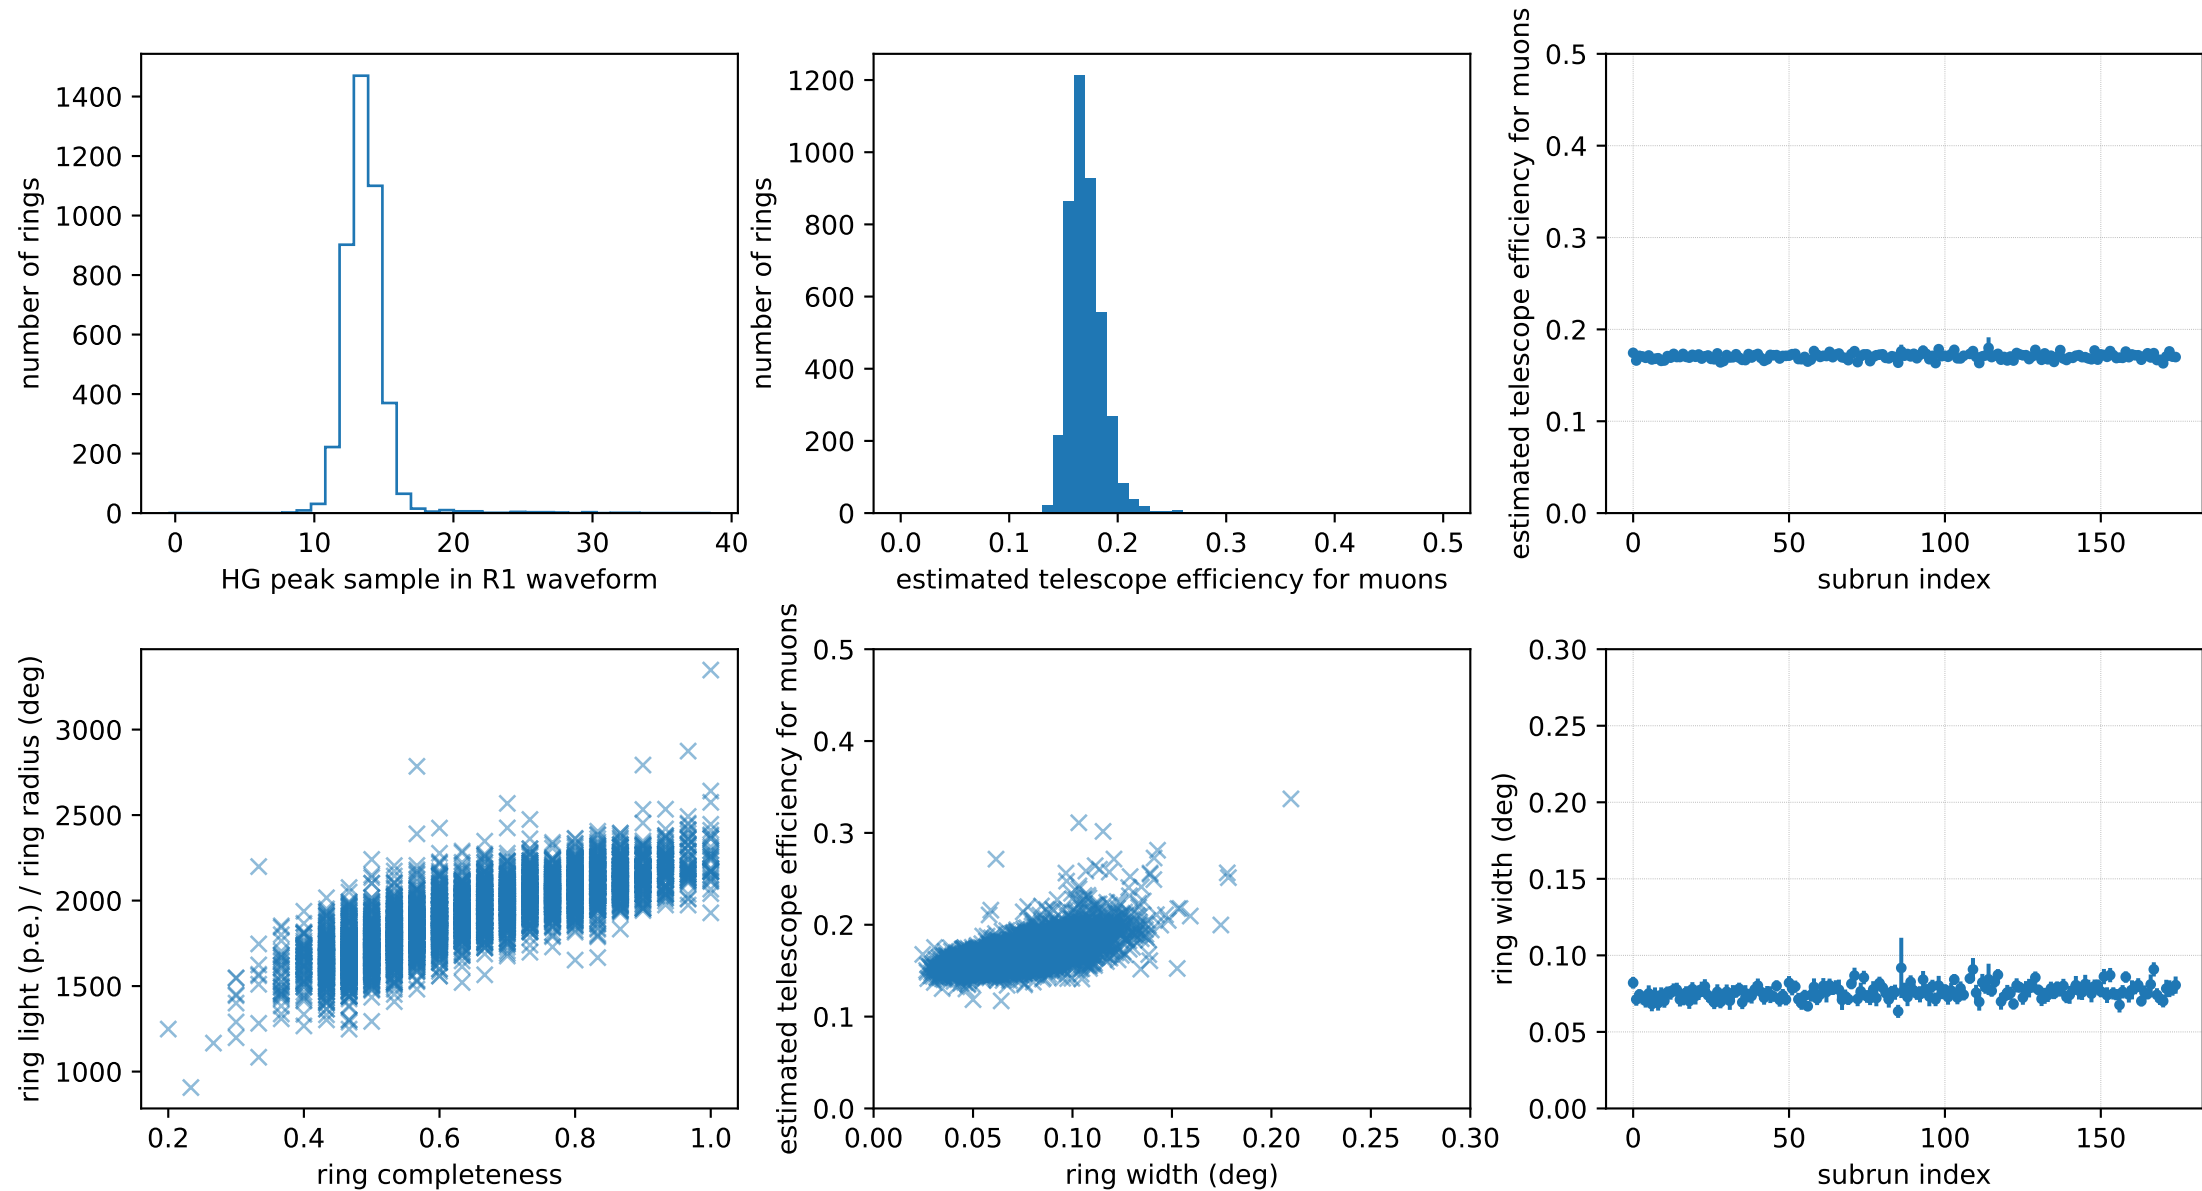 number of rings
1400
1200
1000
800
600
400
200
0
0 10 20 30 40
HG peak sample in R1 waveform
number of rings
1200
1000
800
600
400
200
0
0.0 0.1 0.2 0.3 0.4 0.5
estimated telescope efficiency for muons
estimated telescope efficiency for muons
0.5
0.4
0.3
0.2
0.1
0.0
0 50 100 150
subrun index
ring light (p.e.) / ring radius (deg)
3000
2500
2000
1500
1000
0.2 0.4 0.6 0.8 1.0
ring completeness
estimated telescope efficiency for muons
0.5
0.4
0.3
0.2
0.1
0.0
0.00 0.05 0.10 0.15 0.20 0.25 0.30
ring width (deg)
ring width (deg)
0.30
0.25
0.20
0.15
0.10
0.05
0.00
0 50 100 150
subrun index